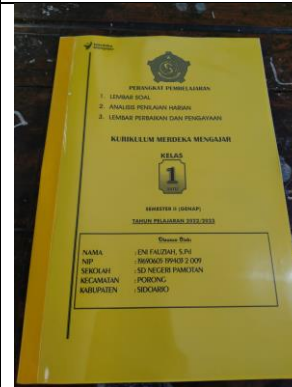 PERANGKAT PEMBELAJARAN
1. LEMBAR SOAL
2. ANALISIS PENILAIAN HARIAN
3. LEMBAR PERBAIKAN DAN PENGAYAAN
KURIKULUM MERDEKA MENGAJAR
KELAS
1
SEMESTER II (GENAP)
TAHUN PELAJARAN 2022/2023
Disusun Oleh:
NAMA : ENI FAUZIAH, S.Pd
NIP
SEKOLAH : SD NEGERI PAMOTAN
KECAMATAN : PORONG
KABUPATEN : SIDOARJO